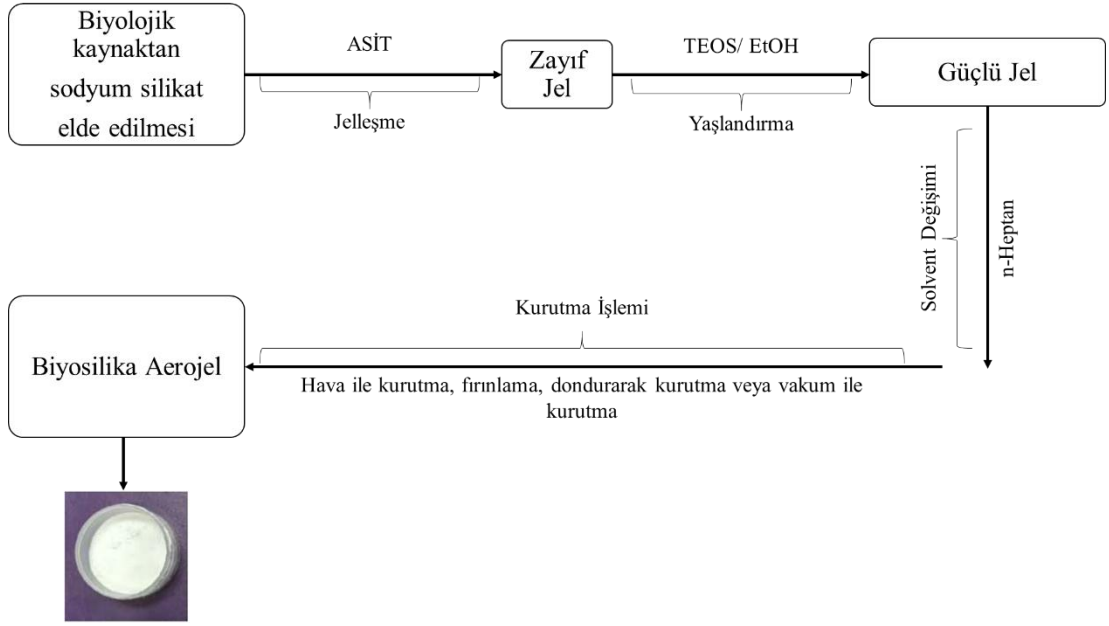 Biyolojik
kaynaktan
sodyum silikat
elde edilmesi
ASİT
Jelleşme
Zayıf
Jel
TEOS/ EtOH
Yaşlandırma
Güçlü Jel
Solvent Değişimi
n-Heptan
Kurutma İşlemi
Hava ile kurutma, fırınlama, dondurarak kurutma veya vakum ile
kurutma
Biyosilika Aerojel